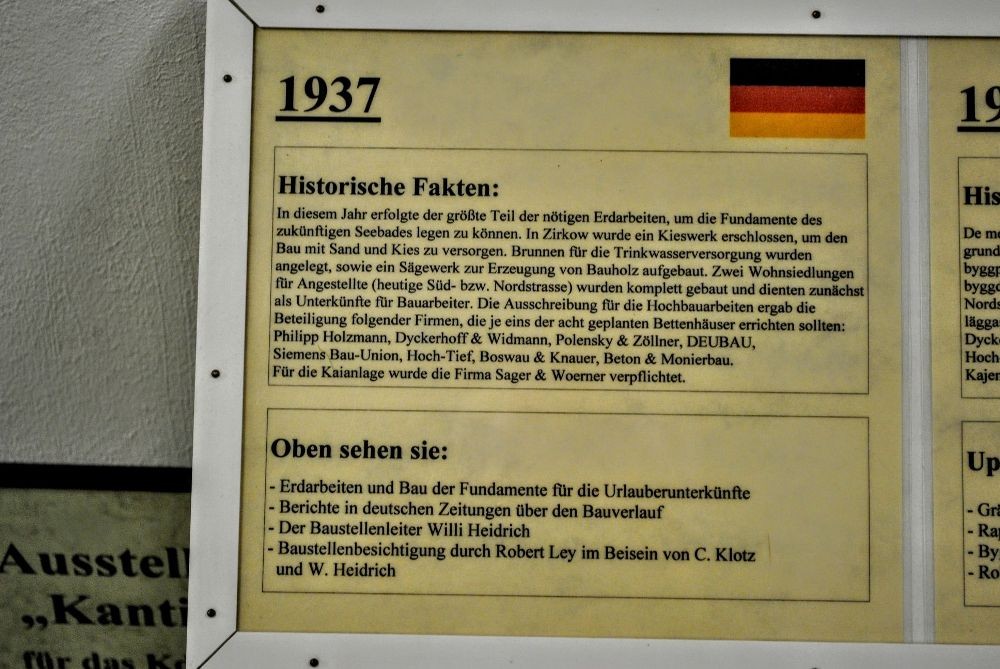 1937
Historische Fakten:
In diesem Jahr erfolgte der größte Teil der nötigen Erdarbeiten, um die Fundamente des
zukünftigen Seebades legen zu können. In Zirkow wurde ein Kieswerk erschlossen, um den
Bau mit Sand und Kies zu versorgen. Brunnen für die Trinkwasserversorgung wurden
angelegt, sowie ein Sägewerk zur Erzeugung von Bauholz aufgebaut. Zwei Wohnsiedlungen
für Angestellte (heutige Süd- bzw. Nordstrasse) wurden komplett gebaut und dienten zunächst
als Unterkünfte für Bauarbeiter. Die Ausschreibung für die Hochbauarbeiten ergab die
Beteiligung folgender Firmen, die je eins der acht geplanten Bettenhäuser errichten sollten:
Philipp Holzmann, Dyckerhoff & Widmann, Polensky & Zöllner, DEUBAU,
Siemens Bau-Union, Hoch-Tief, Boswau & Knauer, Beton & Monierbau.
Für die Kaianlage wurde die Firma Sager & Woerner verpflichtet.
Oben sehen sie:
- Erdarbeiten und Bau der Fundamente für die Urlauberunterkünfte
- Berichte in deutschen Zeitungen über den Bauverlauf
- Der Baustellenleiter Willi Heidrich
- Baustellenbesichtigung durch Robert Ley im Beisein von C. Klotz
und W. Heidrich
19
His
De me
grund
byggp
byggd
Nords
lägga
Dyck
Hoch
Kajen
Up
- Grä
- Rap
- By
- Ro
Ausstell
„Kanti
für das K